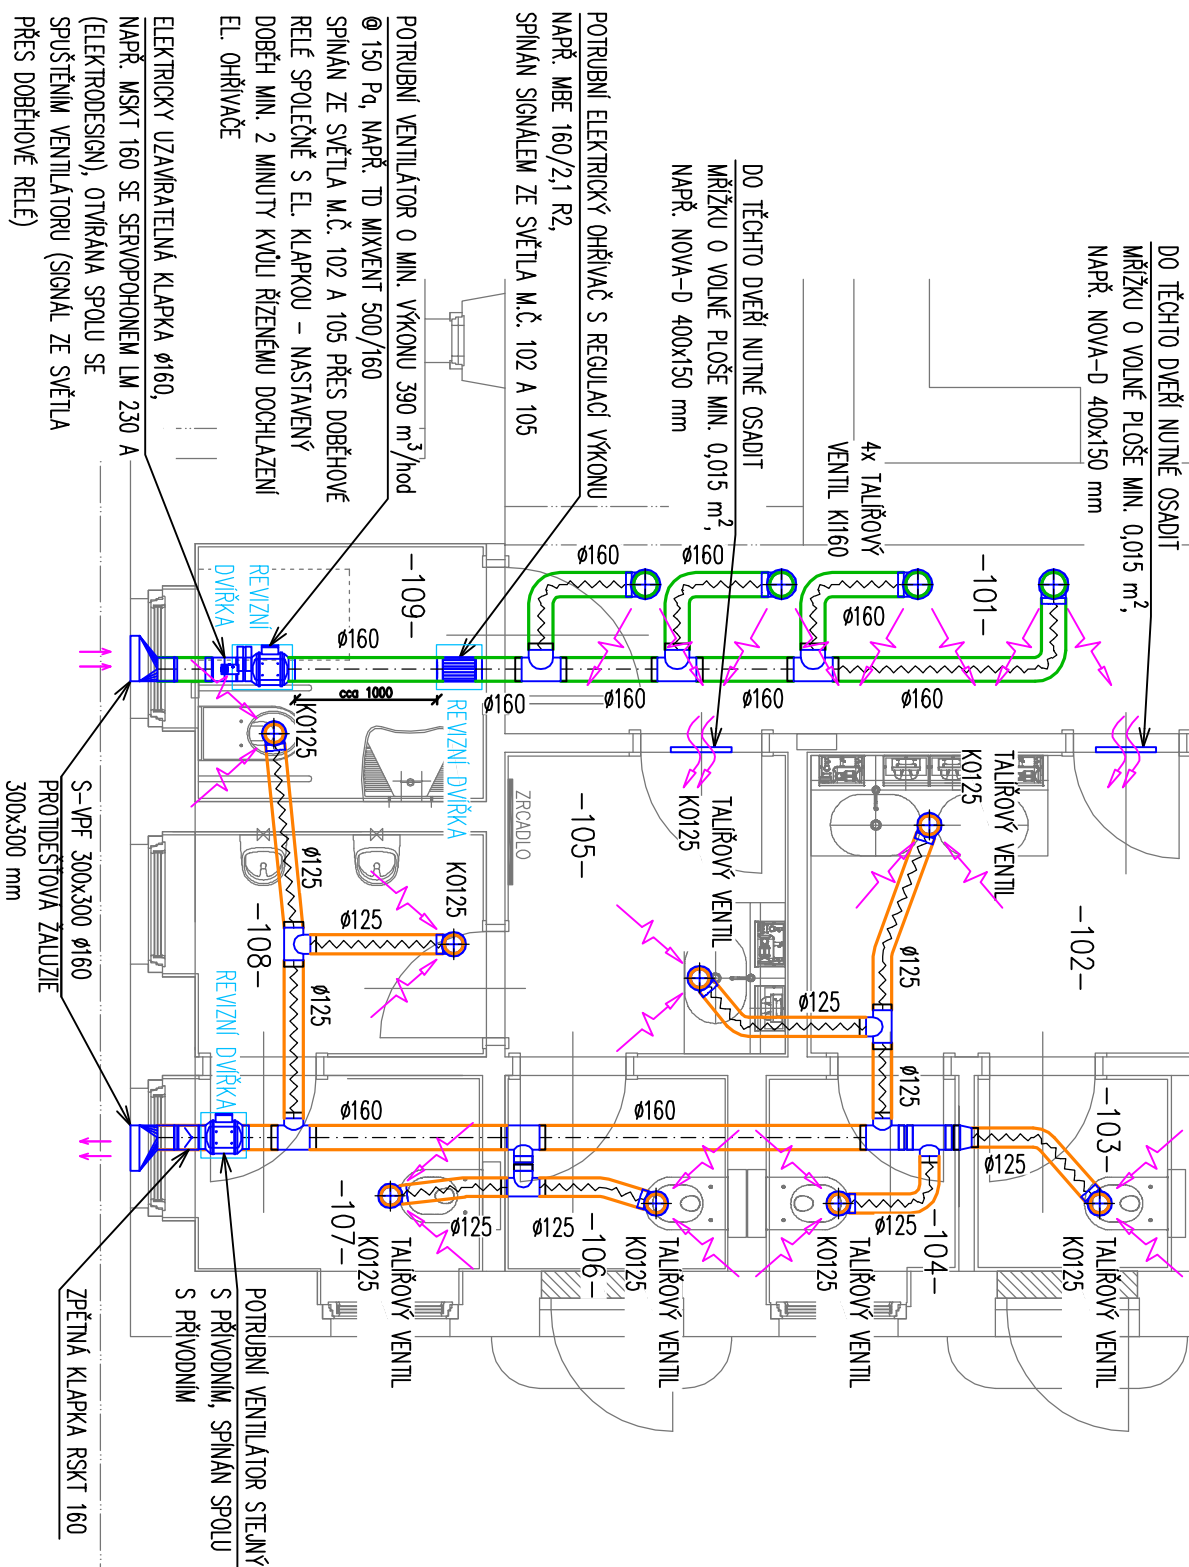 DO TĚCHTO DVEŘÍ NUTNÉ OSADIT
MŘÍŽKU O VOLNÉ PLOŠE MIN. 0,015 m²,
NAPŘ. NOVA-D 400x150 mm
DO TĚCHTO DVEŘÍ NUTNÉ OSADIT
MŘÍŽKU O VOLNÉ PLOŠE MIN. 0,015 m²,
NAPŘ. NOVA-D 400x150 mm
POTRUBNÍ ELEKTRICKÝ OHŘÍVAČ S REGULACÍ VÝKONU
NAPŘ. MBE 160/2,1 R2,
SPÍNÁN SIGNÁLEM ZE SVĚTLA M.Č. 102 A 105
POTRUBNÍ VENTILÁTOR O MIN. VÝKONU 390 m³/hod
@ 150 Pa, NAPŘ. TD MIXVENT 500/160
SPÍNÁN ZE SVĚTLA M.Č. 102 A 105 PŘES DOBĚHOVÉ
RELÉ SPOLEČNĚ S EL. KLAPKOU - NASTAVENÝ
DOBĚH MIN. 2 MINUTY KVŮLI ŘÍZENÉMU DOCHLAZENÍ
EL. OHŘÍVAČE
ELEKTRICKY UZAVÍRATELNÁ KLAPKA ø160,
NAPŘ. MSKT 160 SE SERVOPOHONEM LM 230 A
(ELEKTRODESIGN), OTVÍRÁNA SPOLU SE
SPUŠTĚNÍM VENTILÁTORU (SIGNÁL ZE SVĚTLA
PŘES DOBĚHOVÉ RELÉ)
4x TALÍŘOVÝ
VENTIL KI160
-101-
ø160
ø160
ø160
ø160
ø160
ø160
ø160
ø160
-109-
REVIZNÍ
DVÍŘKA
cca 1000
REVIZNÍ DVÍŘKA
KO125
TALÍŘOVÝ VENTIL
KO125
TALÍŘOVÝ VENTIL
KO125
-102-
-105-
ZRCADLO
KO125
ø125
ø125
ø125
ø125
ø125
ø125
-108-
REVIZNÍ DVÍŘKA
S-VPF 300x300 ø160
PROTIDEŠŤOVÁ ŽALUZIE
300x300 mm
ø160
ø160
-103-
ø125
ø125
ø125
ø125
-104-
-106-
-107-
TALÍŘOVÝ VENTIL
KO125
TALÍŘOVÝ VENTIL
KO125
TALÍŘOVÝ VENTIL
KO125
TALÍŘOVÝ VENTIL
KO125
POTRUBNÍ VENTILÁTOR STEJNÝ
S PŘÍVODNÍM, SPÍNÁN SPOLU
S PŘÍVODNÍM
ZPĚTNÁ KLAPKA RSKT 160